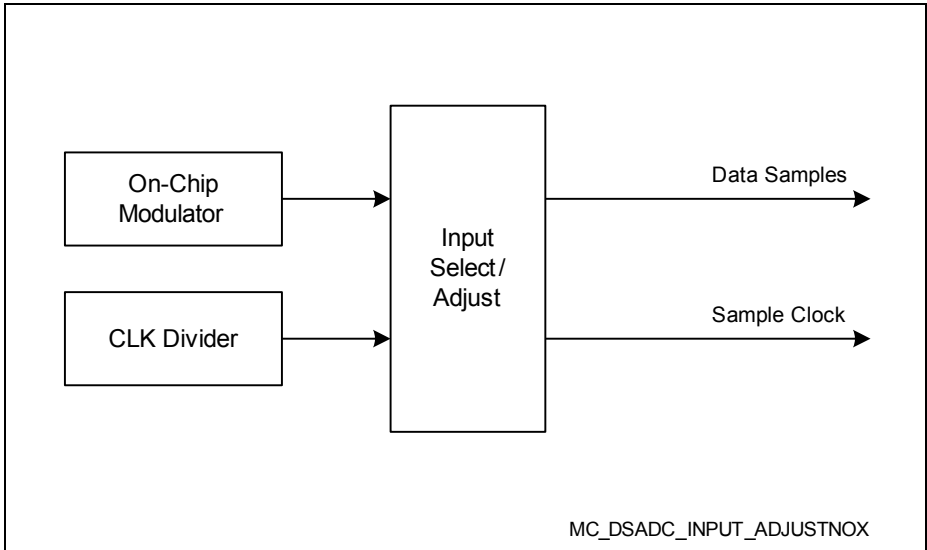 On-Chip
Modulator
CLK Divider
Input
Select/
Adjust
Data Samples
Sample Clock
MC_DSADC_INPUT_ADJUSTNOX